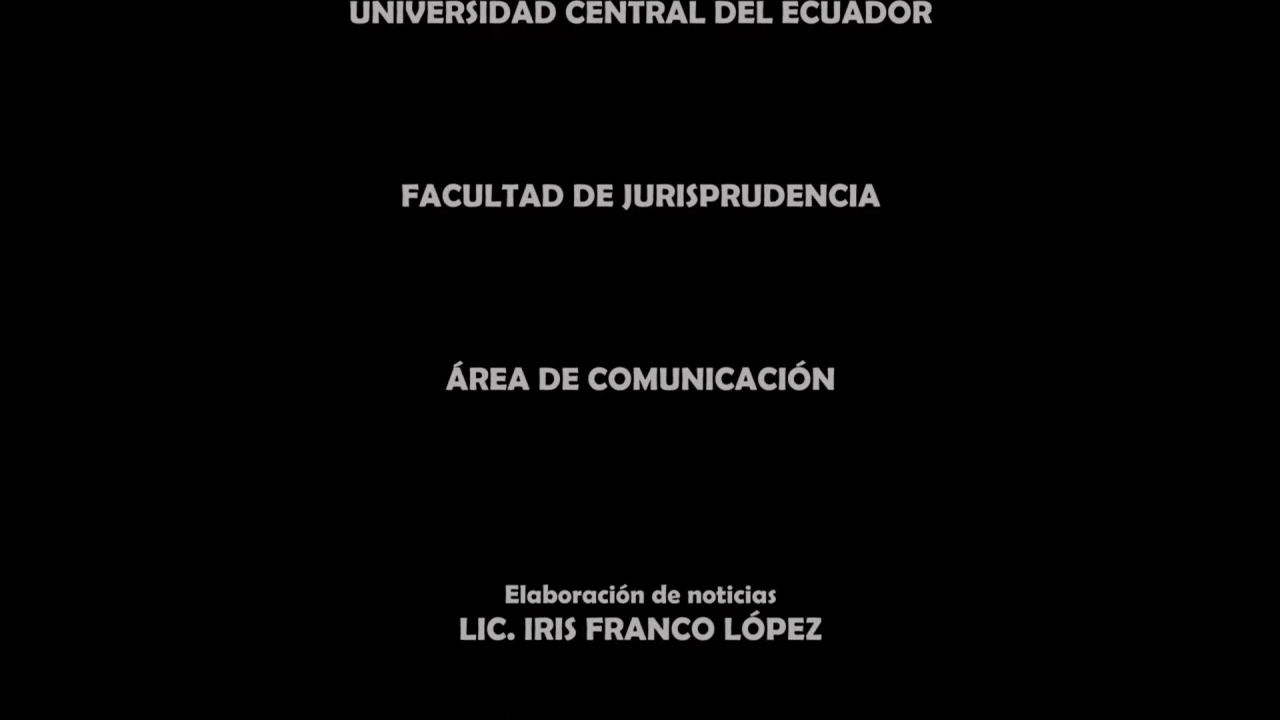 UNIVERSIDAD CENTRAL DEL ECUADOR
FACULTAD DE JURISPRUDENCIA
ÁREA DE COMUNICACIÓN
Elaboración de noticias
LIC. IRIS FRANCO LÓPEZ